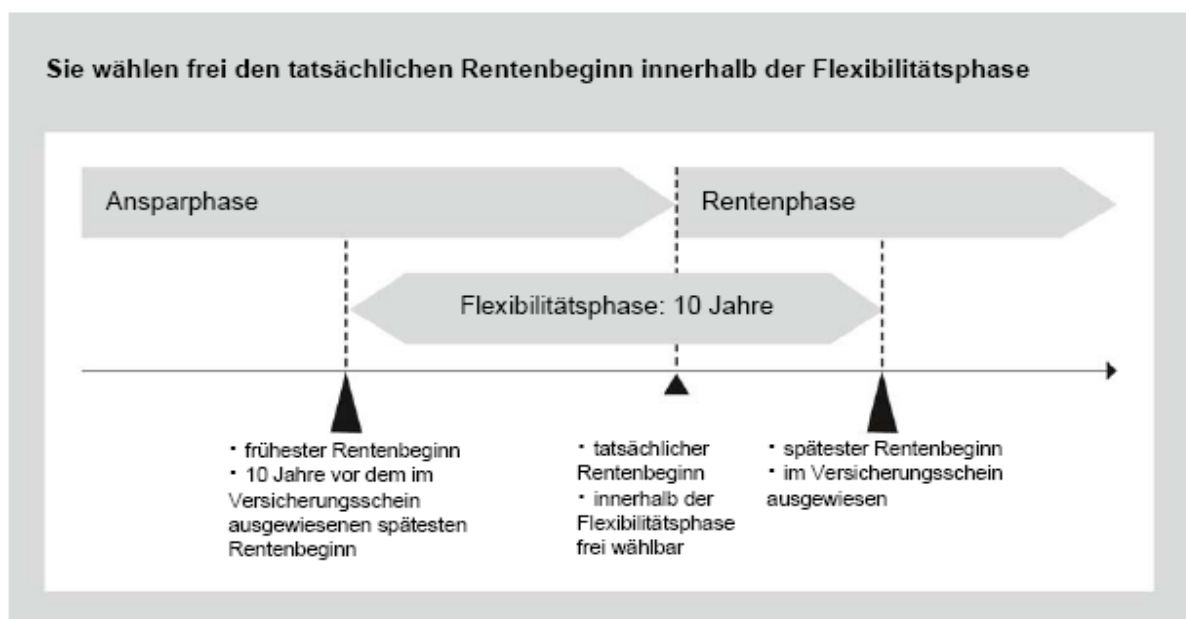 Sie wählen frei den tatsächlichen Rentenbeginn innerhalb der Flexibilitätsphase
Ansparphase
Rentenphase
Flexibilitätsphase: 10 Jahre
· frühester Rentenbeginn
· 10 Jahre vor dem im
Versicherungsschein
ausgewiesenen spätesten
Rentenbeginn
· tatsächlicher
Rentenbeginn
· innerhalb der
Flexibilitätsphase
frei wählbar
· spätester Rentenbeginn
· im Versicherungsschein
ausgewiesen